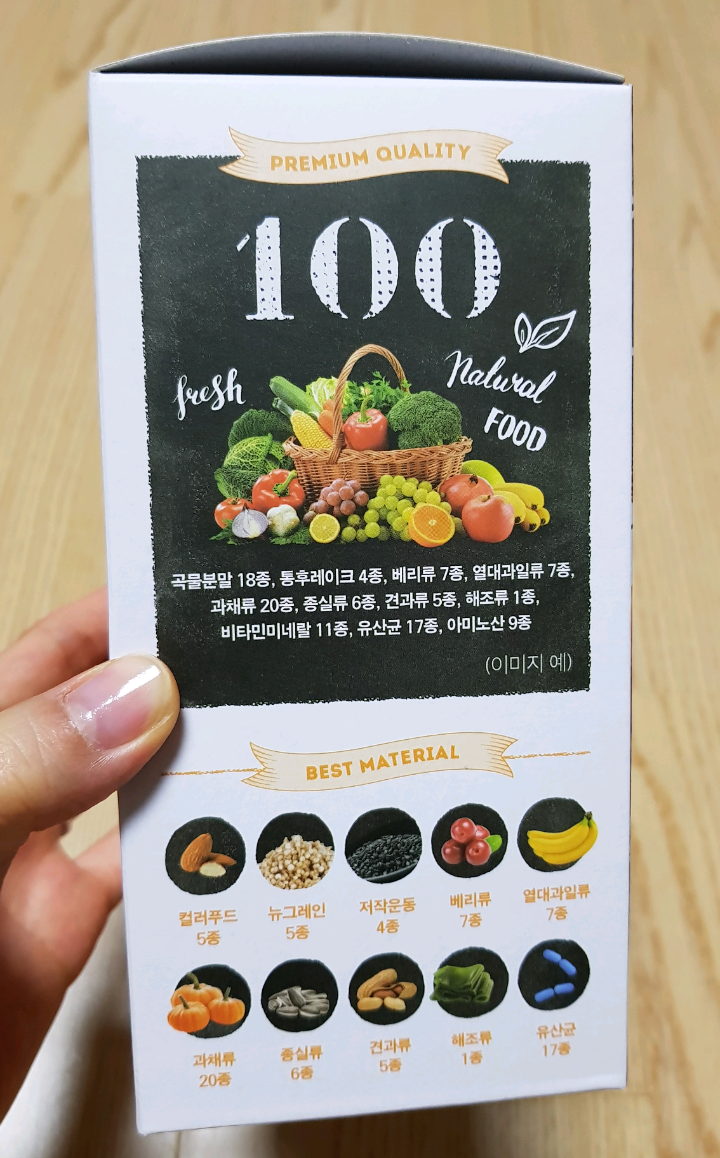 PREMIUM QUALITY
100
fresh
Natural
FOOD
곡물분말 18종, 통후레이크 4종, 베리류 7종, 열대과일류 7종,
과채류 20종, 종실류 6종, 견과류 5종, 해조류 1종,
비타민미네랄 11종, 유산균 17종, 아미노산 9종
(이미지 예)
BEST MATERIAL
컬러푸드 뉴그레인 저작운동 베리류 열대과일류
5종 5종 4종 7종 7종
과채류 종실류 견과류 해조류 유산균
20종 6종 5종 1종 17종